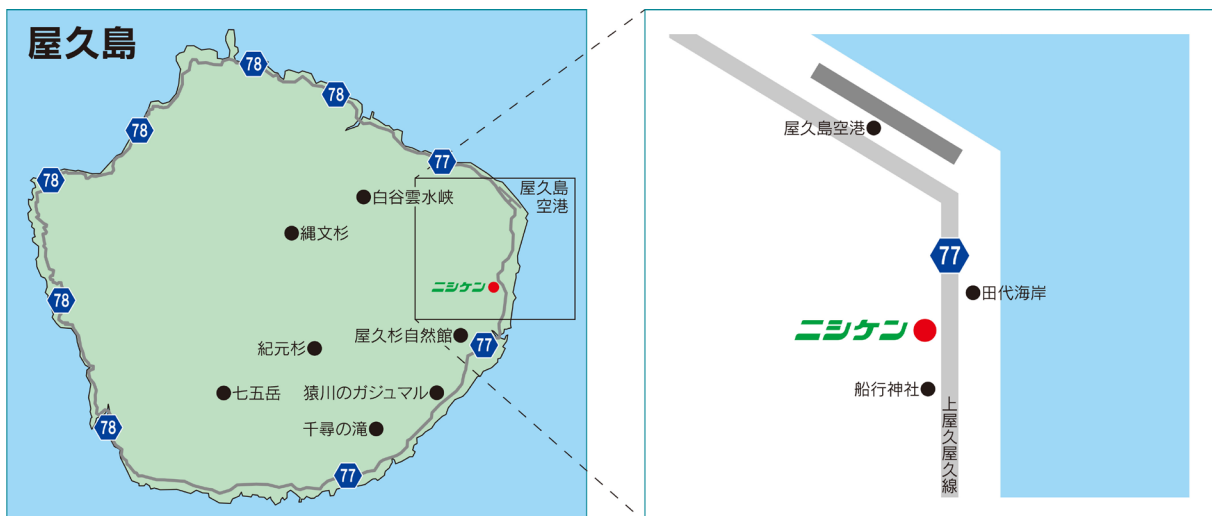 屋久島
78
78
78
77
78
屋久島
空港
白谷雲水峡
縄文杉
ニシケン
78
屋久杉自然館
77
紀元杉
七五岳
猿川のガジュマル
78
千尋の滝
77
屋久島空港
77
田代海岸
ニシケン
船行神社
上屋久屋久線